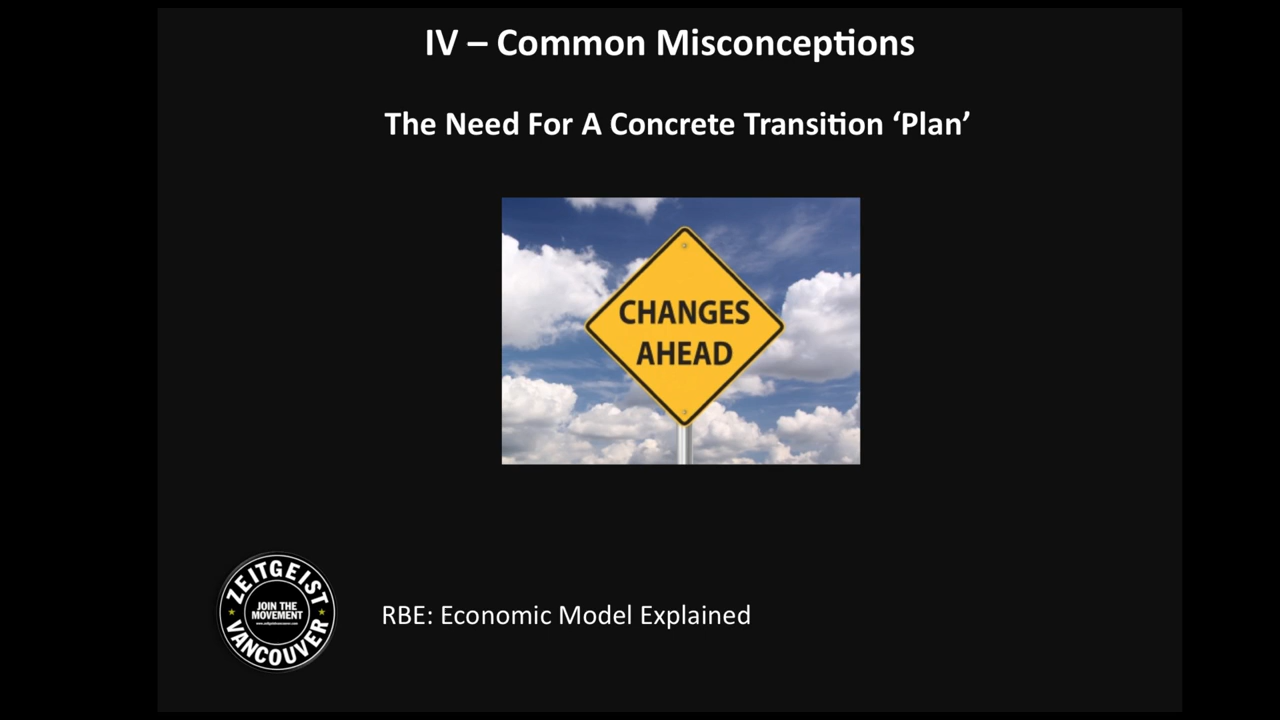 IV – Common Misconceptions
The Need For A Concrete Transition ‘Plan’
CHANGES
AHEAD
ZEITGEIST
JOIN THE
MOVEMENT
VANCOUVER
RBE: Economic Model Explained